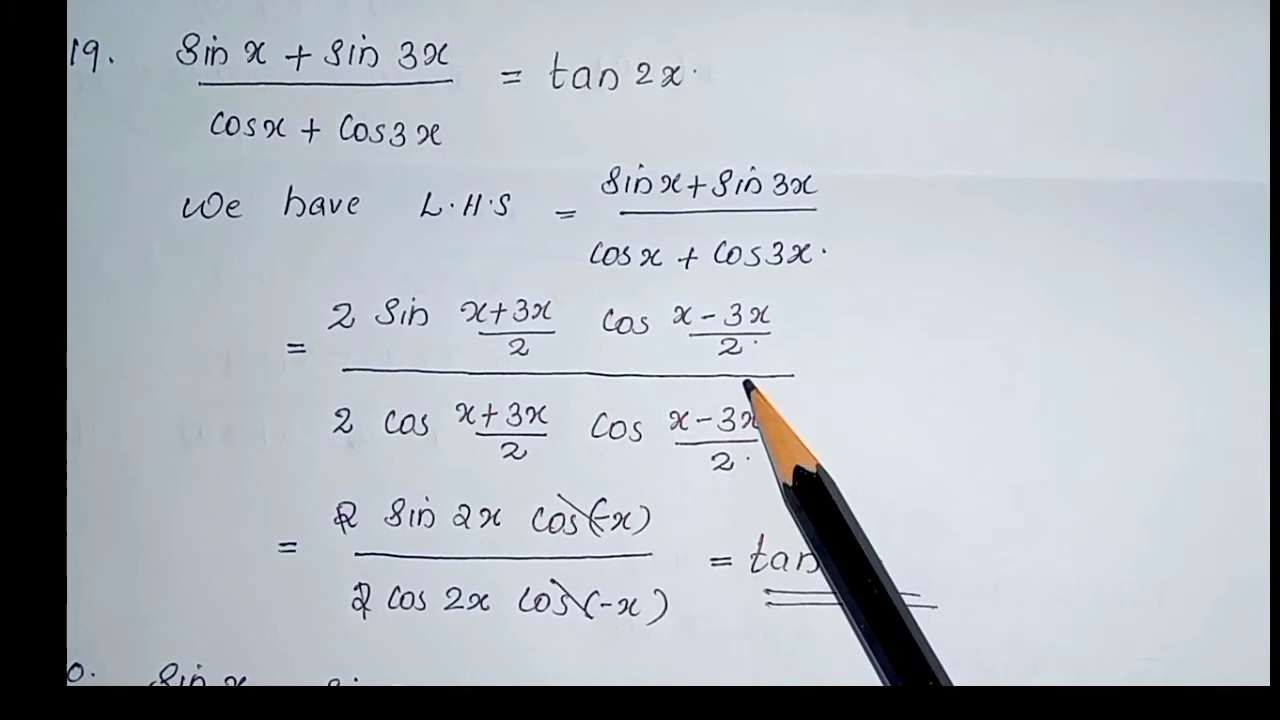 19. sin x + sin 3x / cos x + cos 3x = tan 2x.
We have L.H.S = sin x + sin 3x / cos x + cos 3x.
= 2 sin x+3x/2 cos x-3x/2. / 2 cos x+3x/2 cos x-3x/2.
= 2 sin 2x cos(-x) / 2 cos 2x cos(-x) = tan
0. sin x